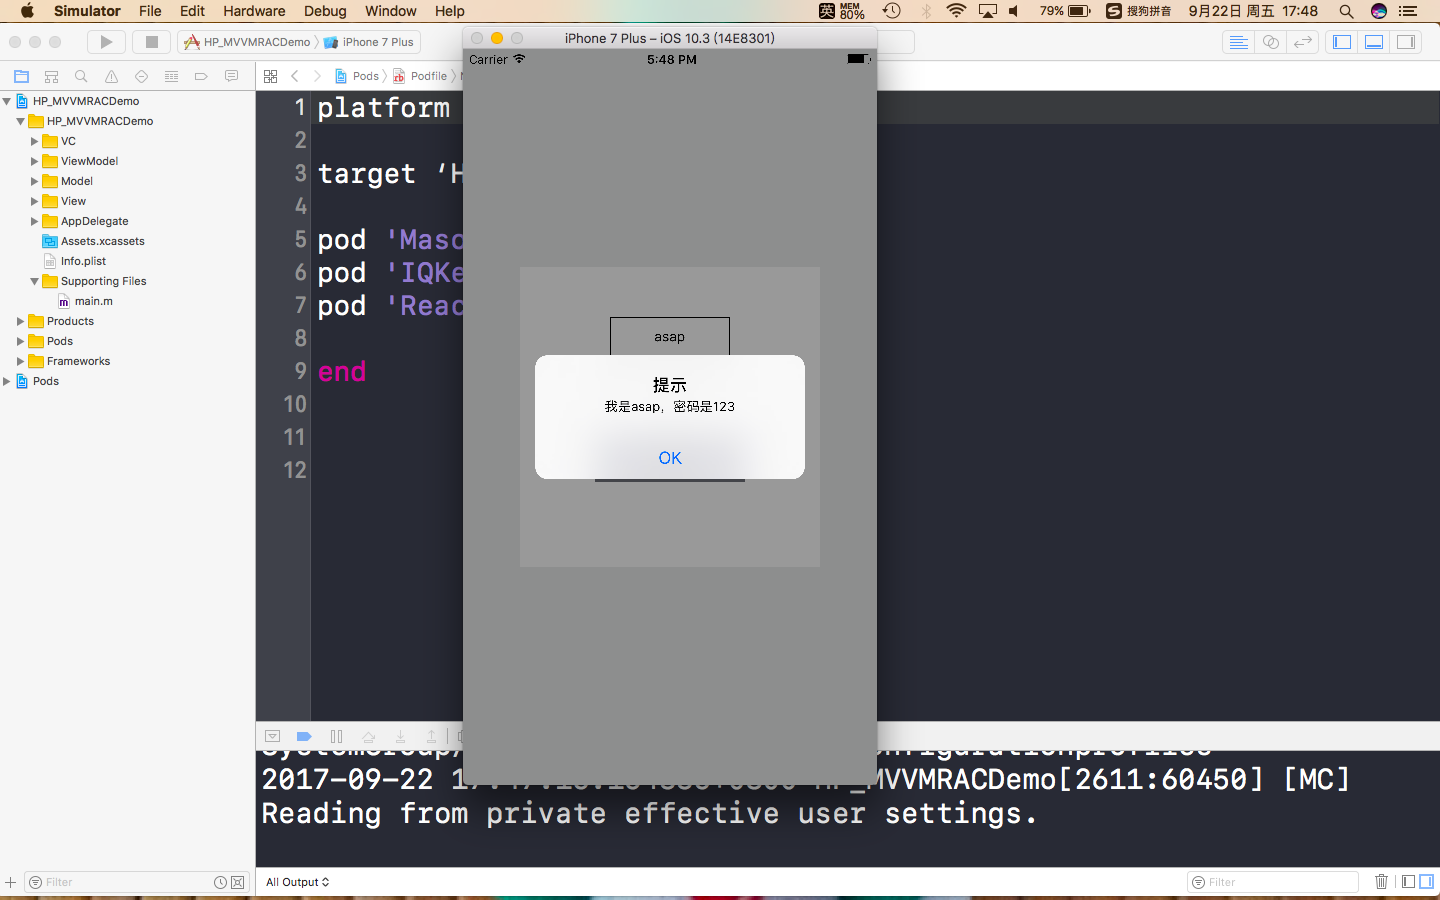 Simulator File Edit Hardware Debug Window Help
英 MEM 80% 79% S 搜狗拼音 9月22日 周五 17:48
HP_MVVMRACDemo iPhone 7 Plus
iPhone 7 Plus – iOS 10.3 (14E8301)
Carrier 5:48 PM
Pods Podfile
HP_MVVMRACDemo
HP_MVVMRACDemo
VC
ViewModel
Model
View
AppDelegate
Assets.xcassets
Info.plist
Supporting Files
m main.m
Products
Pods
Frameworks
Pods
1 platform
2
3 target ‘H
4
5 pod 'Maso
6 pod 'IQKe
7 pod 'Reac
8
9 end
10
11
12
asap
提示
我是asap，密码是123
OK
2017-09-22 HP_MVVMRACDemo[2611:60450] [MC]
Reading from private effective user settings.
Filter
All Output
Filter